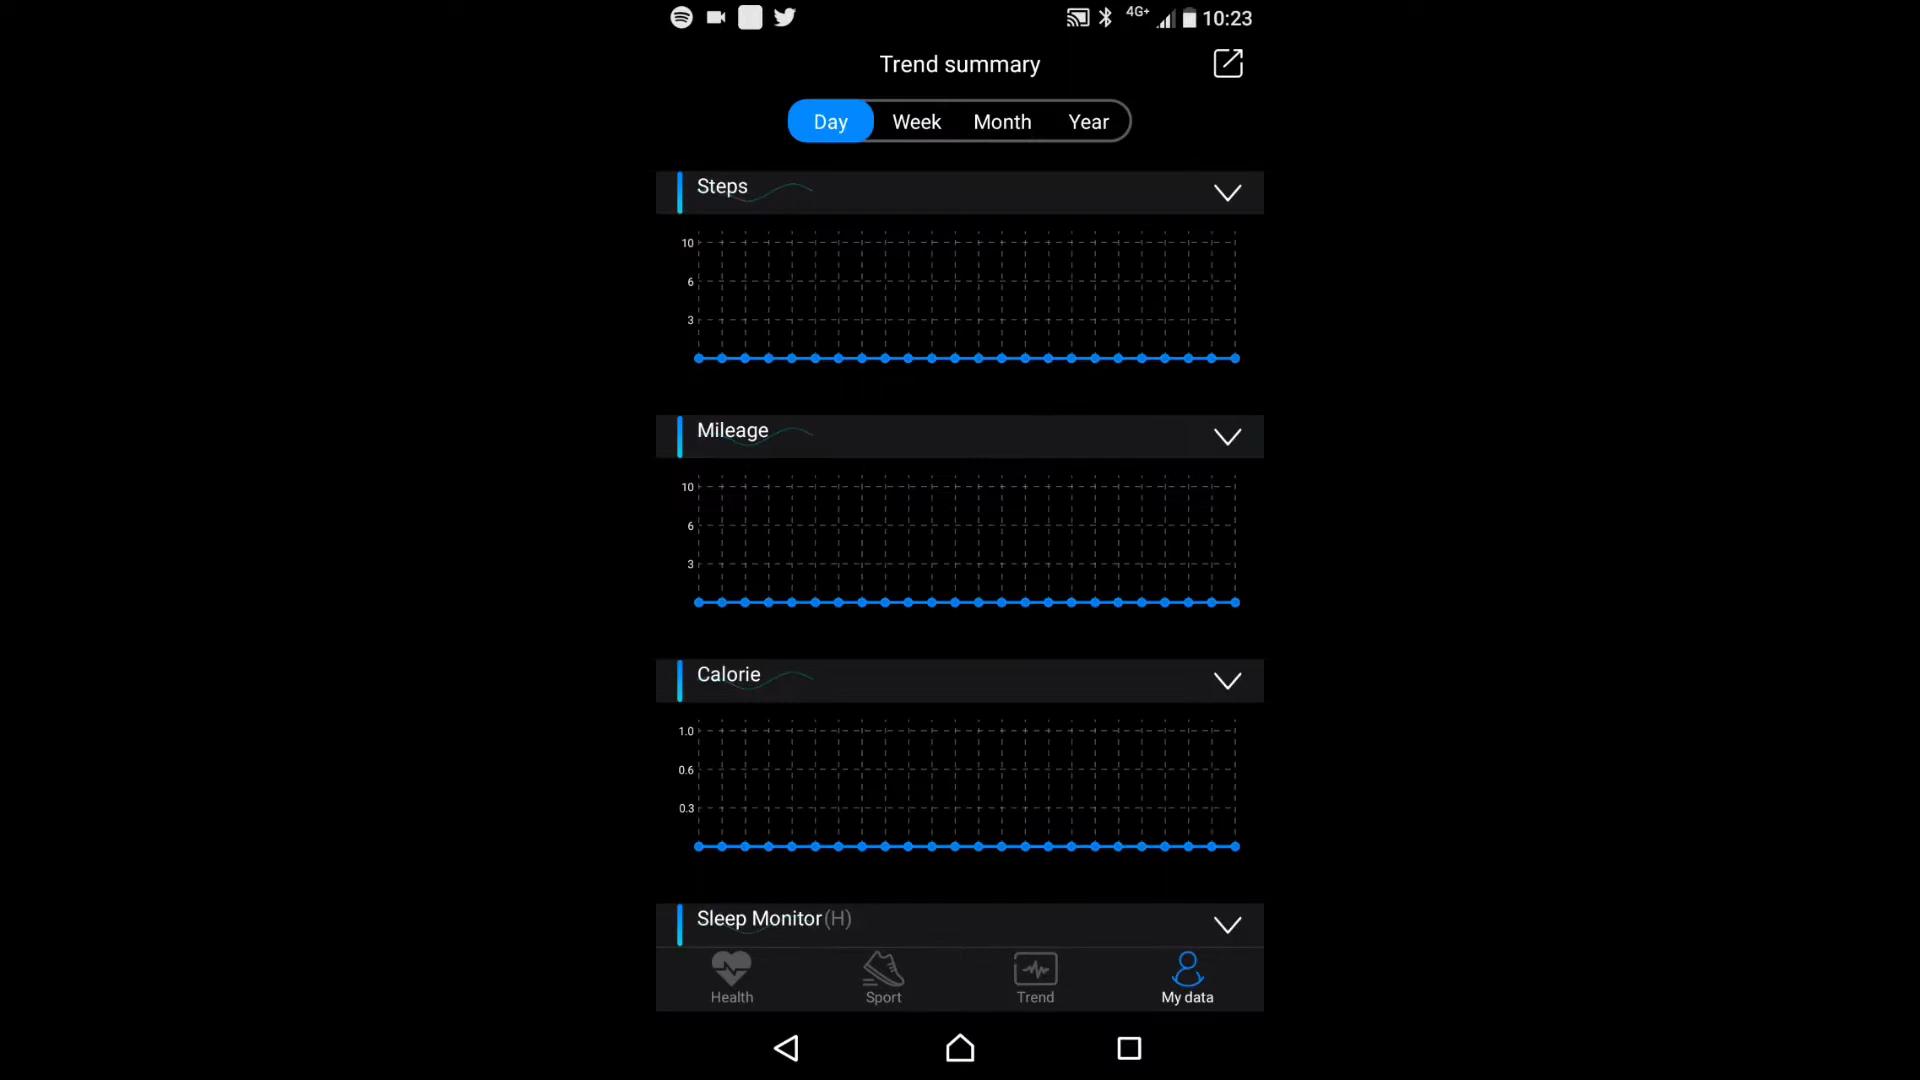 4G+ 10:23
Trend summary
Day Week Month Year
Steps
10
6
3
Mileage
10
6
3
Calorie
1.0
0.6
0.3
Sleep Monitor(H)
Health Sport Trend My data